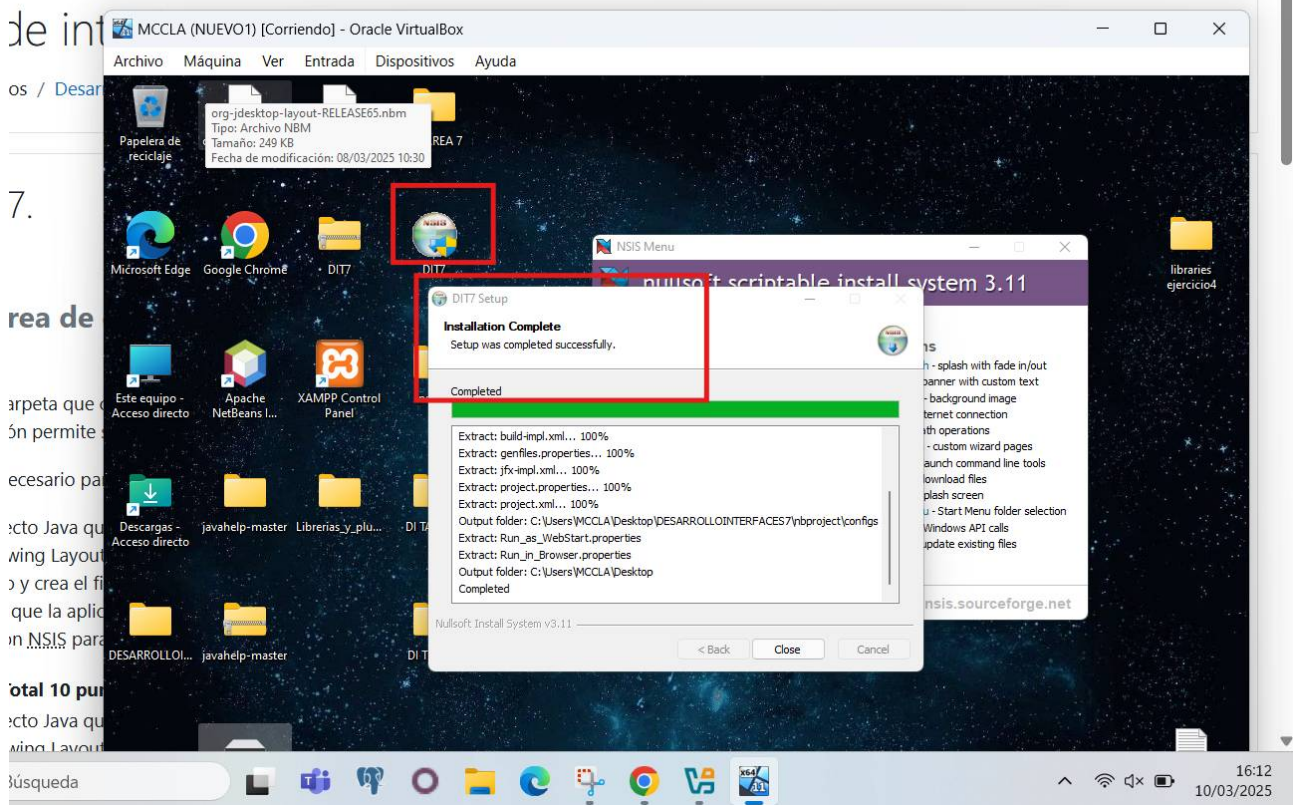 de int
os / Desar
7.
rea de
arpeta que
ón permite
ecesario pa
ecto Java qu
wing Layout
o y crea el fi
que la aplic
on NSIS para
otal 10 pu
ecto Java qu
wing Layout
MCCLA (NUEVO1) [Corriendo] - Oracle VirtualBox
Archivo Máquina Ver Entrada Dispositivos Ayuda
Papelera de
reciclaje
org-jdesktop-layout-RELEASE65.nbm
Tipo: Archivo NBM
Tamaño: 249 KB
Fecha de modificación: 08/03/2025 10:30
REA 7
Microsoft Edge
Google Chrome
DIT7
NSIS
DIT7
libraries
ejercicio4
Este equipo -
Acceso directo
Apache
NetBeans I...
XAMPP Control
Panel
Descargas -
Acceso directo
javahelp-master
Librerias_y_plu...
DI TA
DESARROLLOI...
javahelp-master
DI T
NSIS Menu
nullsoft scriptable install system 3.11
ns
h - splash with fade in/out
banner with custom text
- background image
ternet connection
th operations
- custom wizard pages
aunch command line tools
ownload files
plash screen
u - Start Menu folder selection
Windows API calls
update existing files
nsis.sourceforge.net
DIT7 Setup
Installation Complete
Setup was completed successfully.
Completed
Extract: build-impl.xml... 100%
Extract: genfiles.properties... 100%
Extract: jfx-impl.xml... 100%
Extract: project.properties... 100%
Extract: project.xml... 100%
Output folder: C:\Users\MCCLA\Desktop\DESARROLLOINTERFACES7\nbproject\configs
Extract: Run_as_WebStart.properties
Extract: Run_in_Browser.properties
Output folder: C:\Users\MCCLA\Desktop
Completed
Nullsoft Install System v3.11
< Back Close Cancel
Búsqueda
x64
11
16:12
10/03/2025